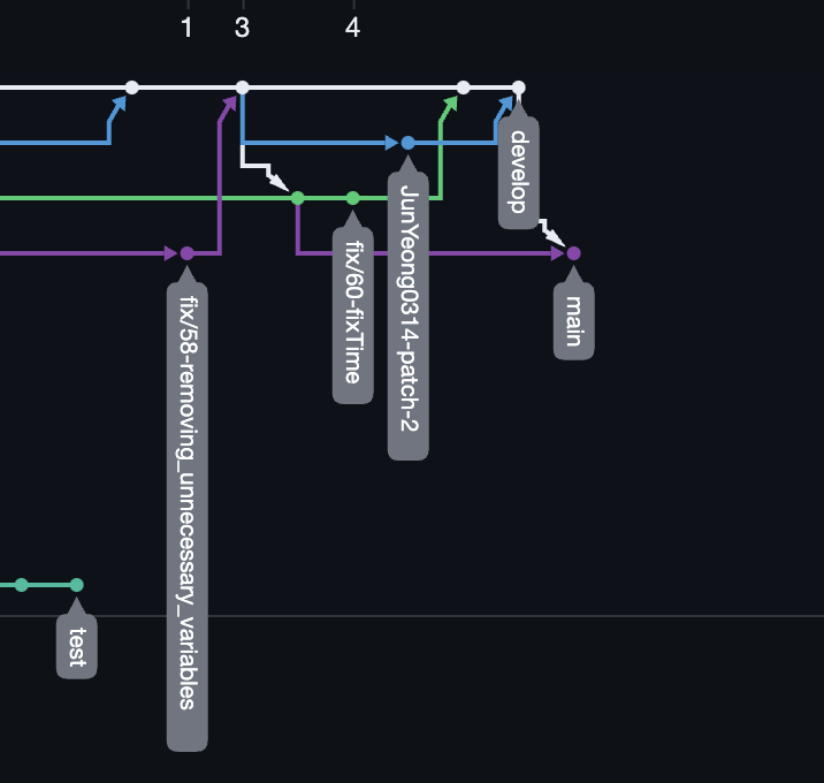 1
3
4
develop
JunYeong0314-patch-2
fix/60-fixTime
fix/58-removing_unnecessary_variables
main
test